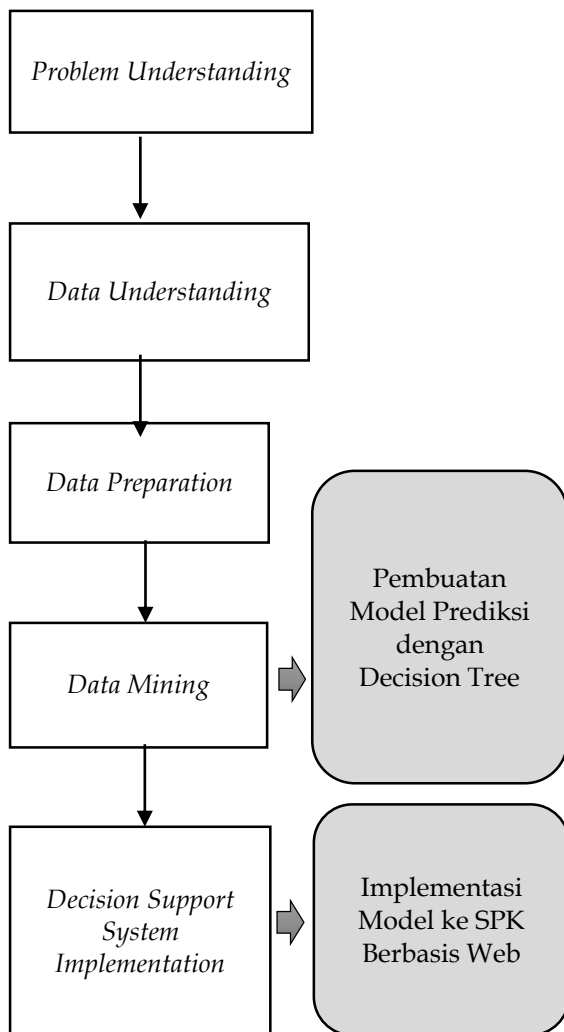 Problem Understanding
Data Understanding
Data Preparation
Data Mining
Pembuatan
Model Prediksi
dengan
Decision Tree
Decision Support
System
Implementation
Implementasi
Model ke SPK
Berbasis Web